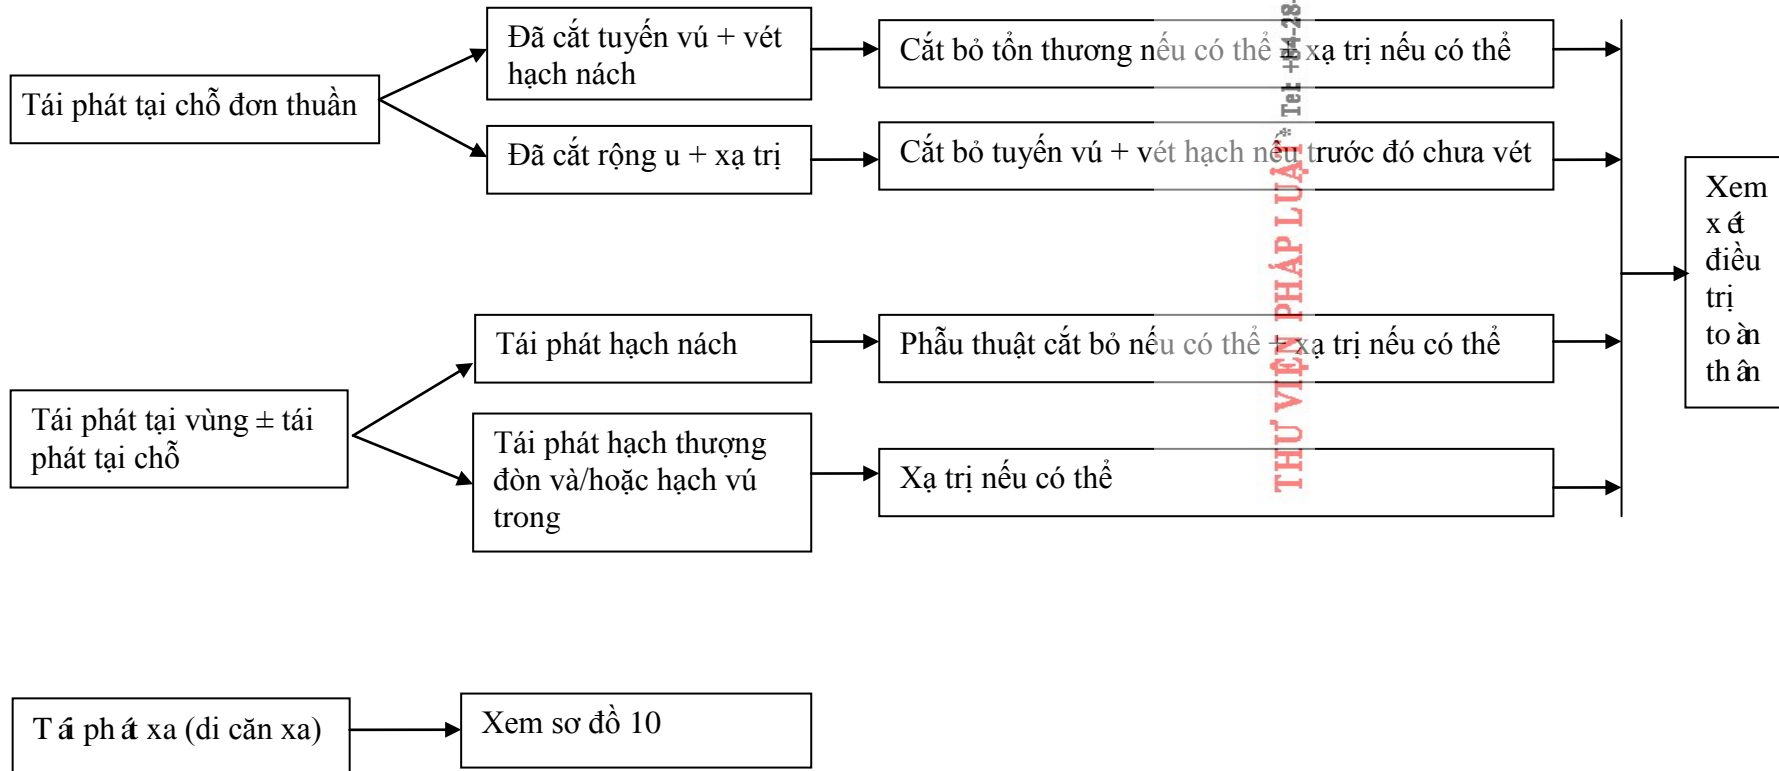 Đã cắt tuyến vú + vét
hạch nách
Cắt bỏ tổn thương nếu có thể + xạ trị nếu có thể
Tái phát tại chỗ đơn thuần
Đã cắt rộng u + xạ trị
Cắt bỏ tuyến vú + vét hạch nếu trước đó chưa vét
Xem
xét
điều
trị
toàn
thân
Tái phát hạch nách
Phẫu thuật cắt bỏ nếu có thể + xạ trị nếu có thể
Tái phát tại vùng ± tái
phát tại chỗ
Tái phát hạch thượng
đòn và/hoặc hạch vú
trong
Xạ trị nếu có thể
Tái phát xa (di căn xa)
Xem sơ đồ 10
THƯ VIỆN PHÁP LUẬT * Tel: +84-28-